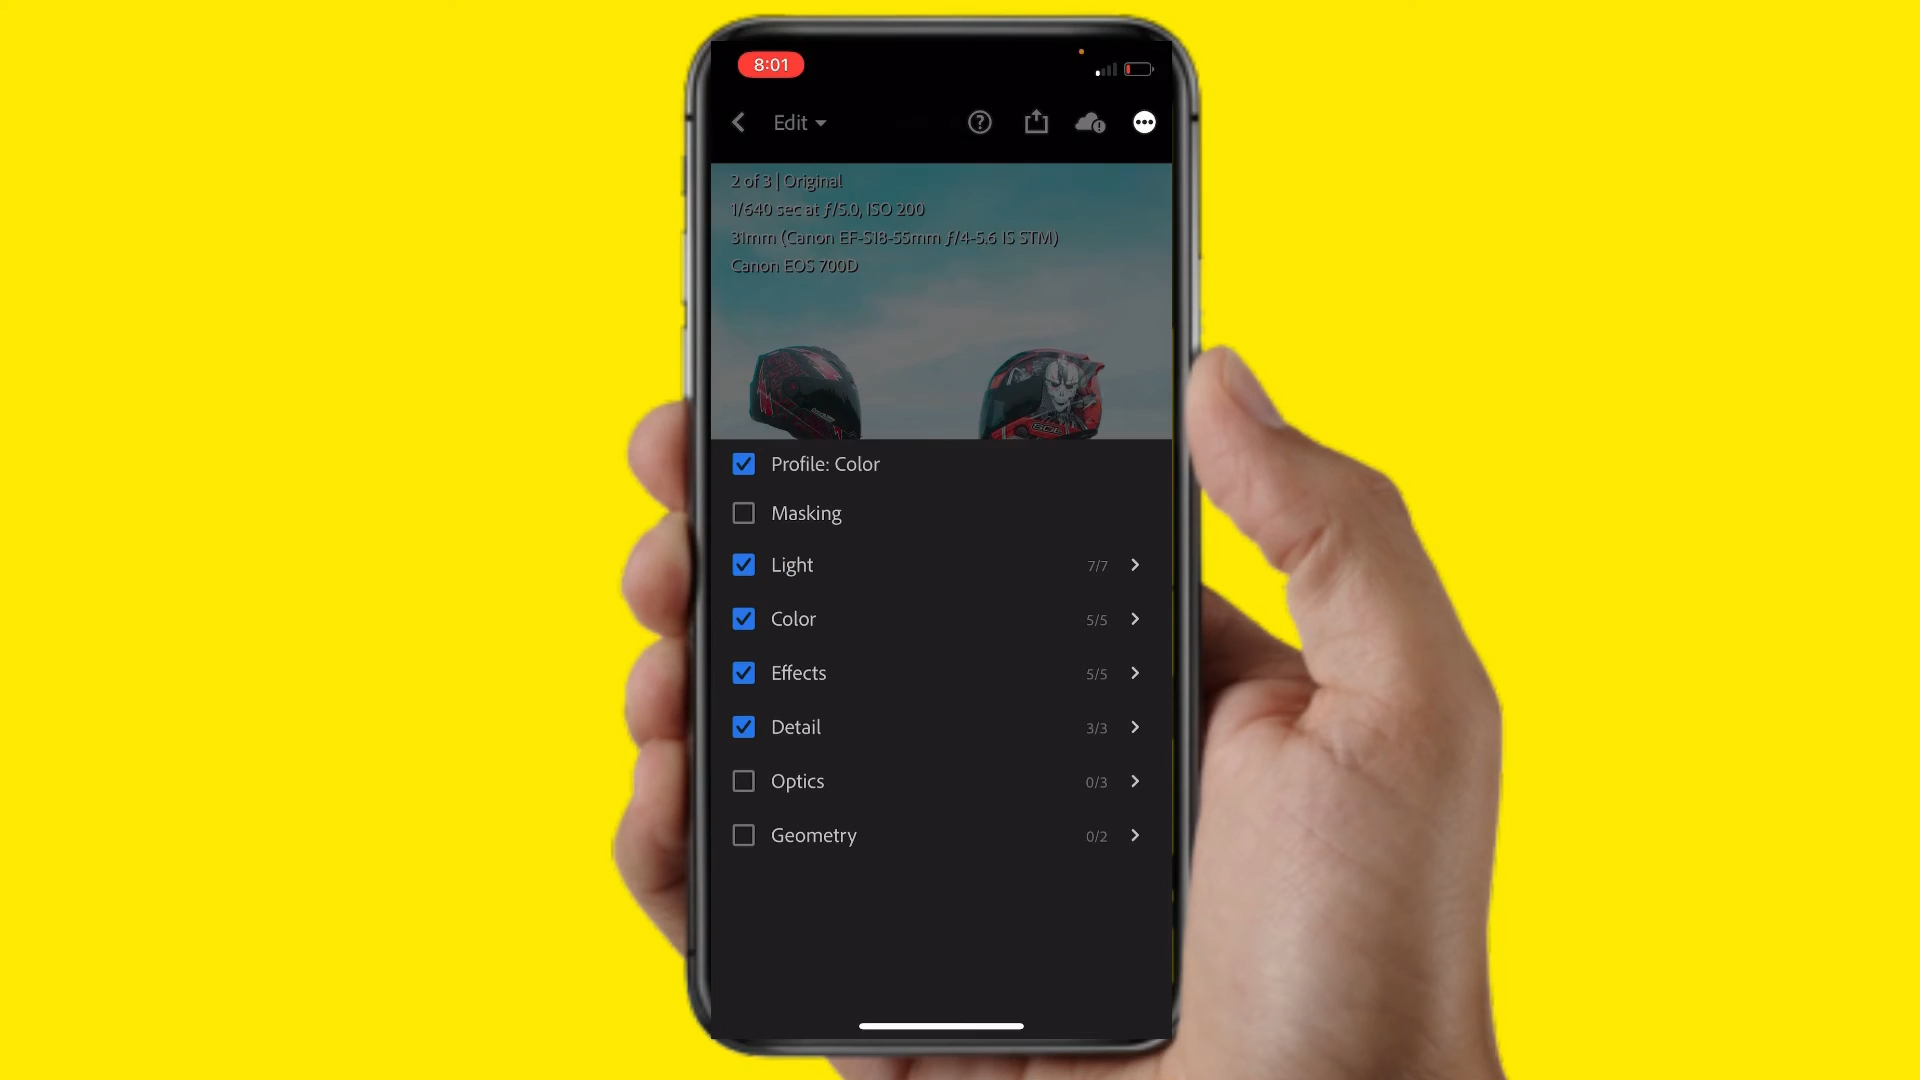 8:01
Edit
2 of 3 | Original
1/640 sec at ƒ/5.0, ISO 200
31mm (Canon EF-S18-55mm ƒ/4-5.6 IS STM)
Canon EOS 700D
Profile: Color
Masking
Light 7/7
Color 5/5
Effects 5/5
Detail 3/3
Optics 0/3
Geometry 0/2